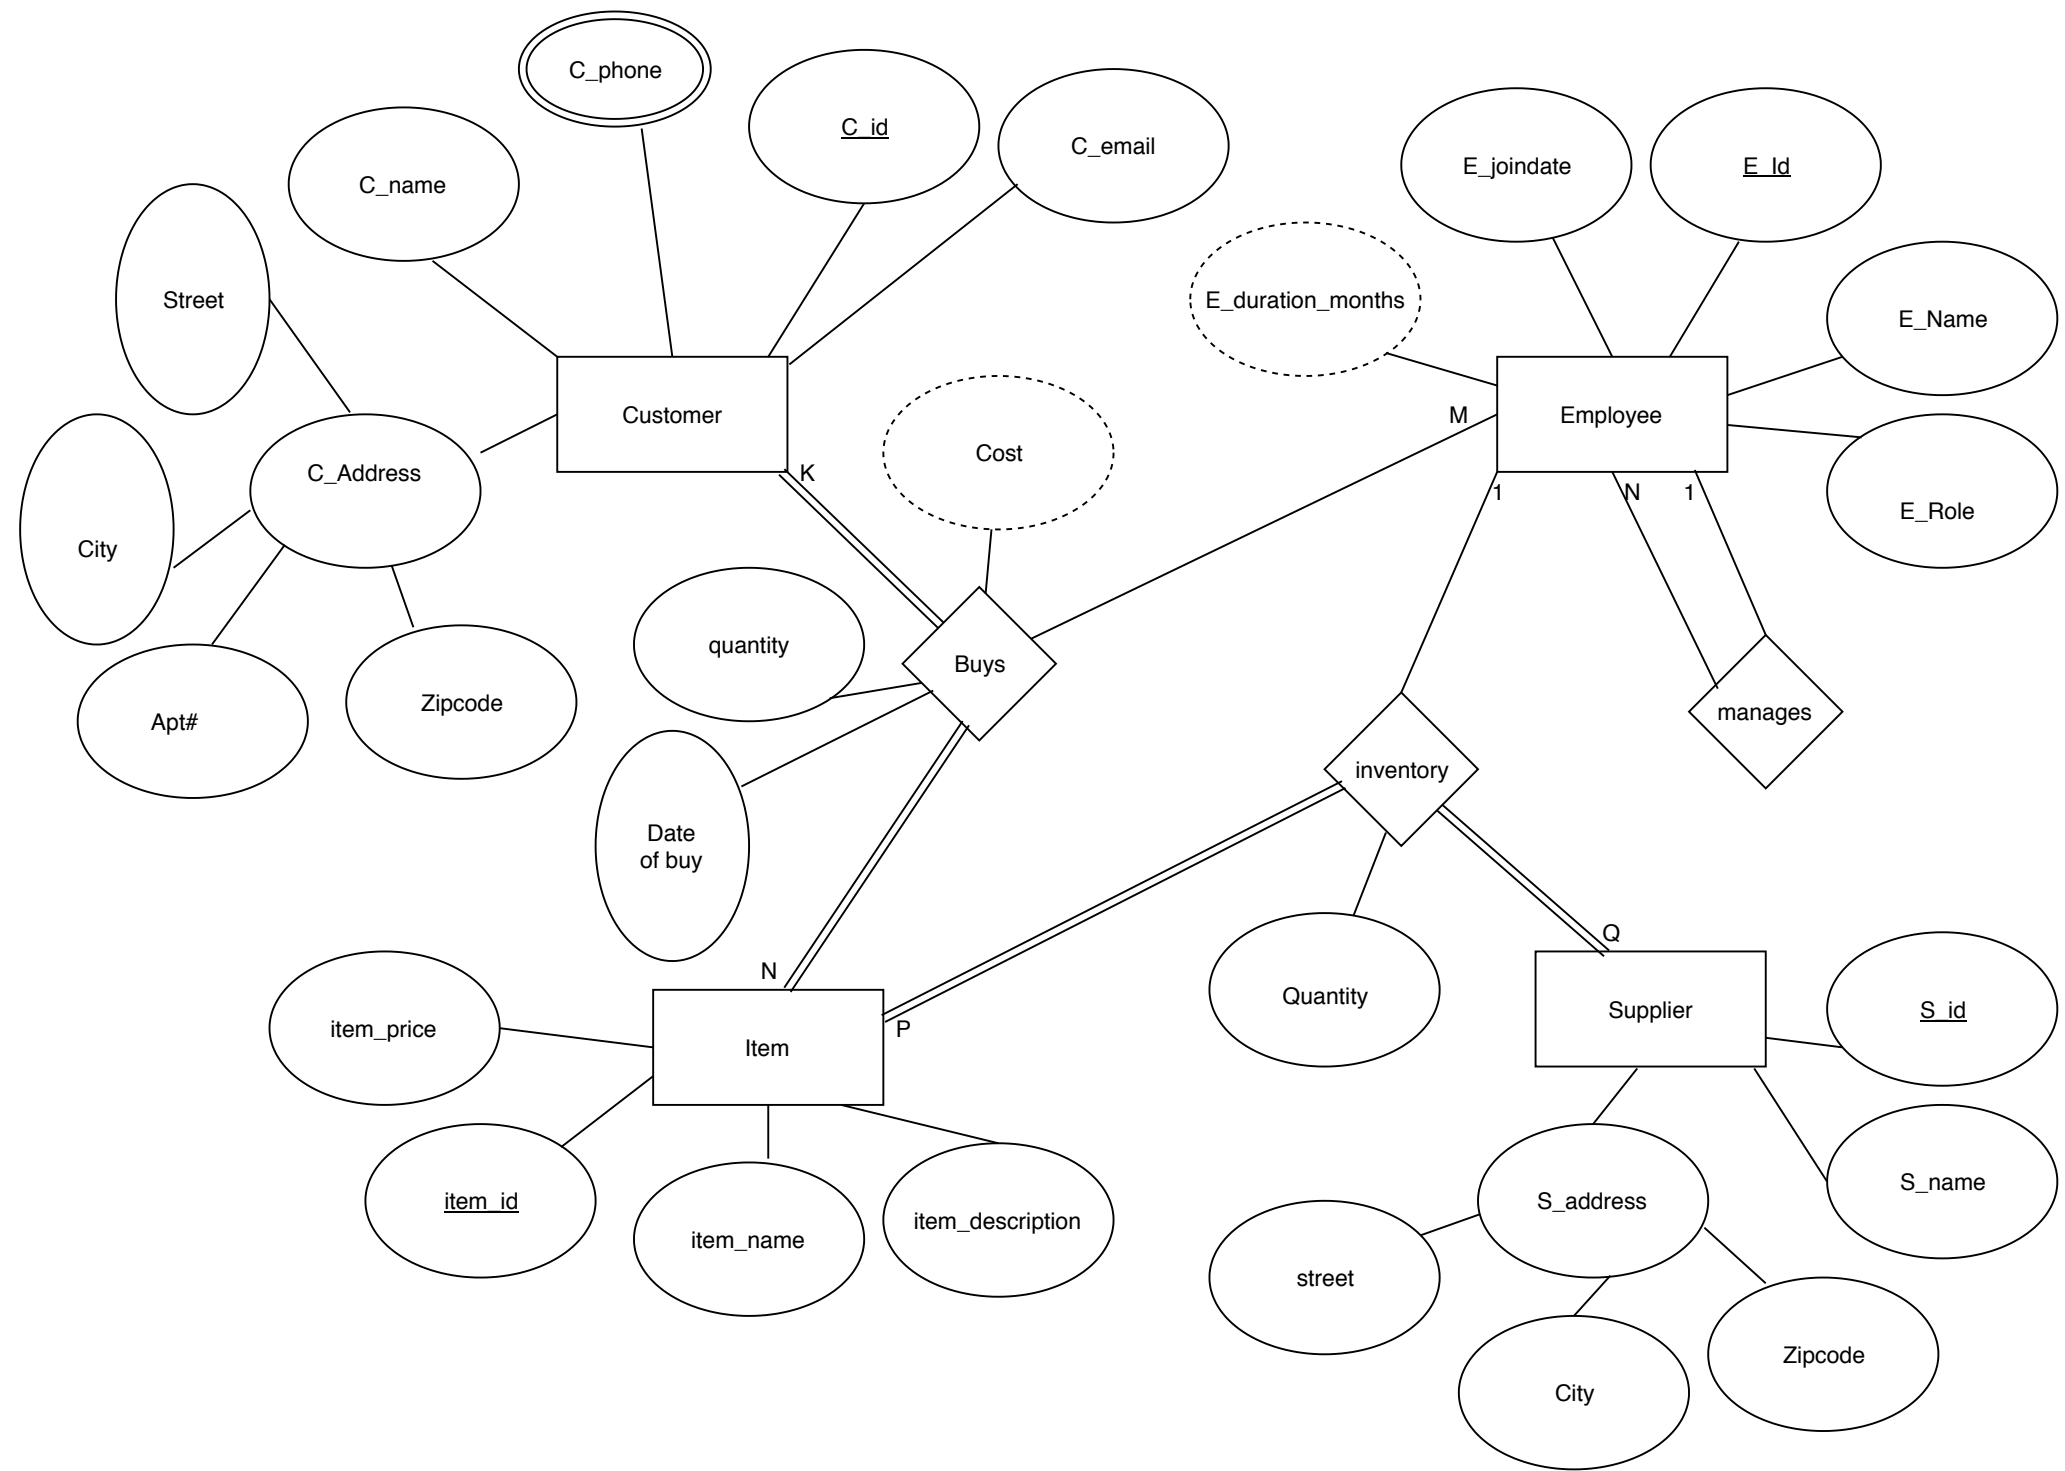 C_phone
C_id
C_email
C_name
E_joindate
E_Id
Street
E_duration_months
E_Name
Customer
Cost
M
Employee
C_Address
K
1
N
1
E_Role
City
quantity
Buys
Zipcode
Apt#
manages
inventory
Date
of buy
Q
N
Quantity
Supplier
S_id
item_price
P
Item
item_id
item_name
item_description
S_address
S_name
street
City
Zipcode